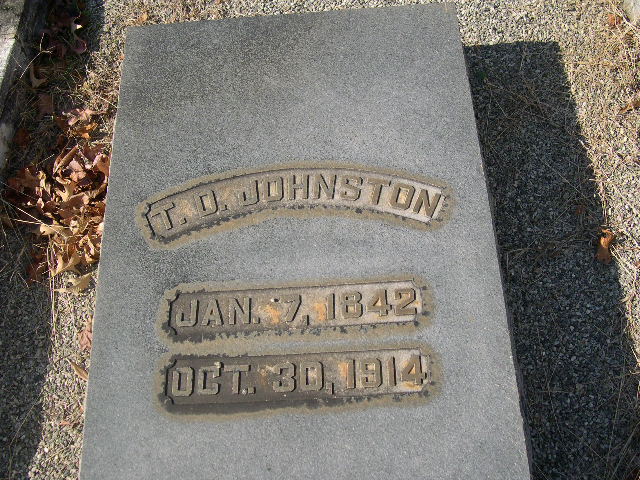 T. D. JOHNSTON
JAN. 7, 1842
OCT. 30, 1914